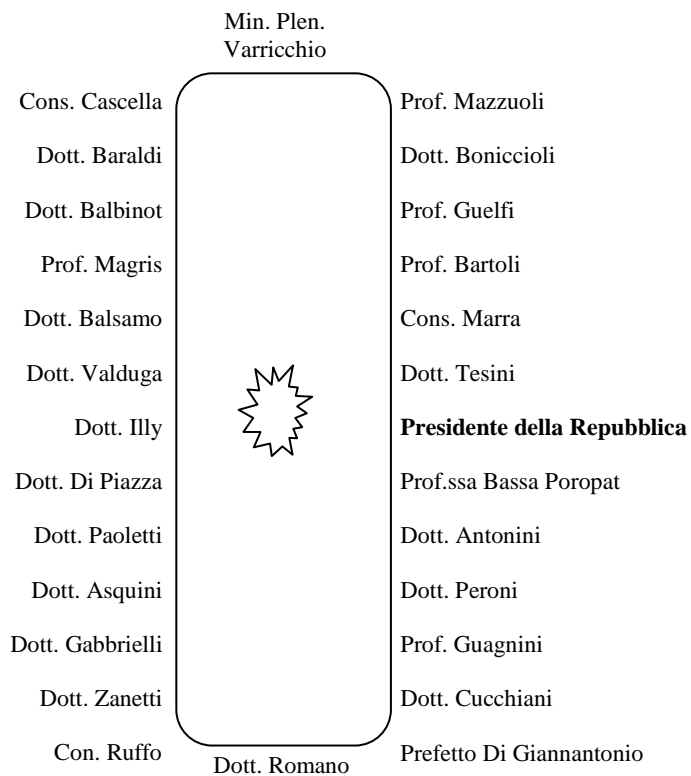 Min. Plen.
Varricchio
Cons. Cascella
Prof. Mazzuoli
Dott. Baraldi
Dott. Boniccioli
Dott. Balbinot
Prof. Guelfi
Prof. Magris
Prof. Bartoli
Dott. Balsamo
Cons. Marra
Dott. Valduga
Dott. Tesini
Dott. Illy
Presidente della Repubblica
Dott. Di Piazza
Prof.ssa Bassa Poropat
Dott. Paoletti
Dott. Antonini
Dott. Asquini
Dott. Peroni
Dott. Gabbrielli
Prof. Guagnini
Dott. Zanetti
Dott. Cucchiani
Con. Ruffo
Dott. Romano
Prefetto Di Giannantonio